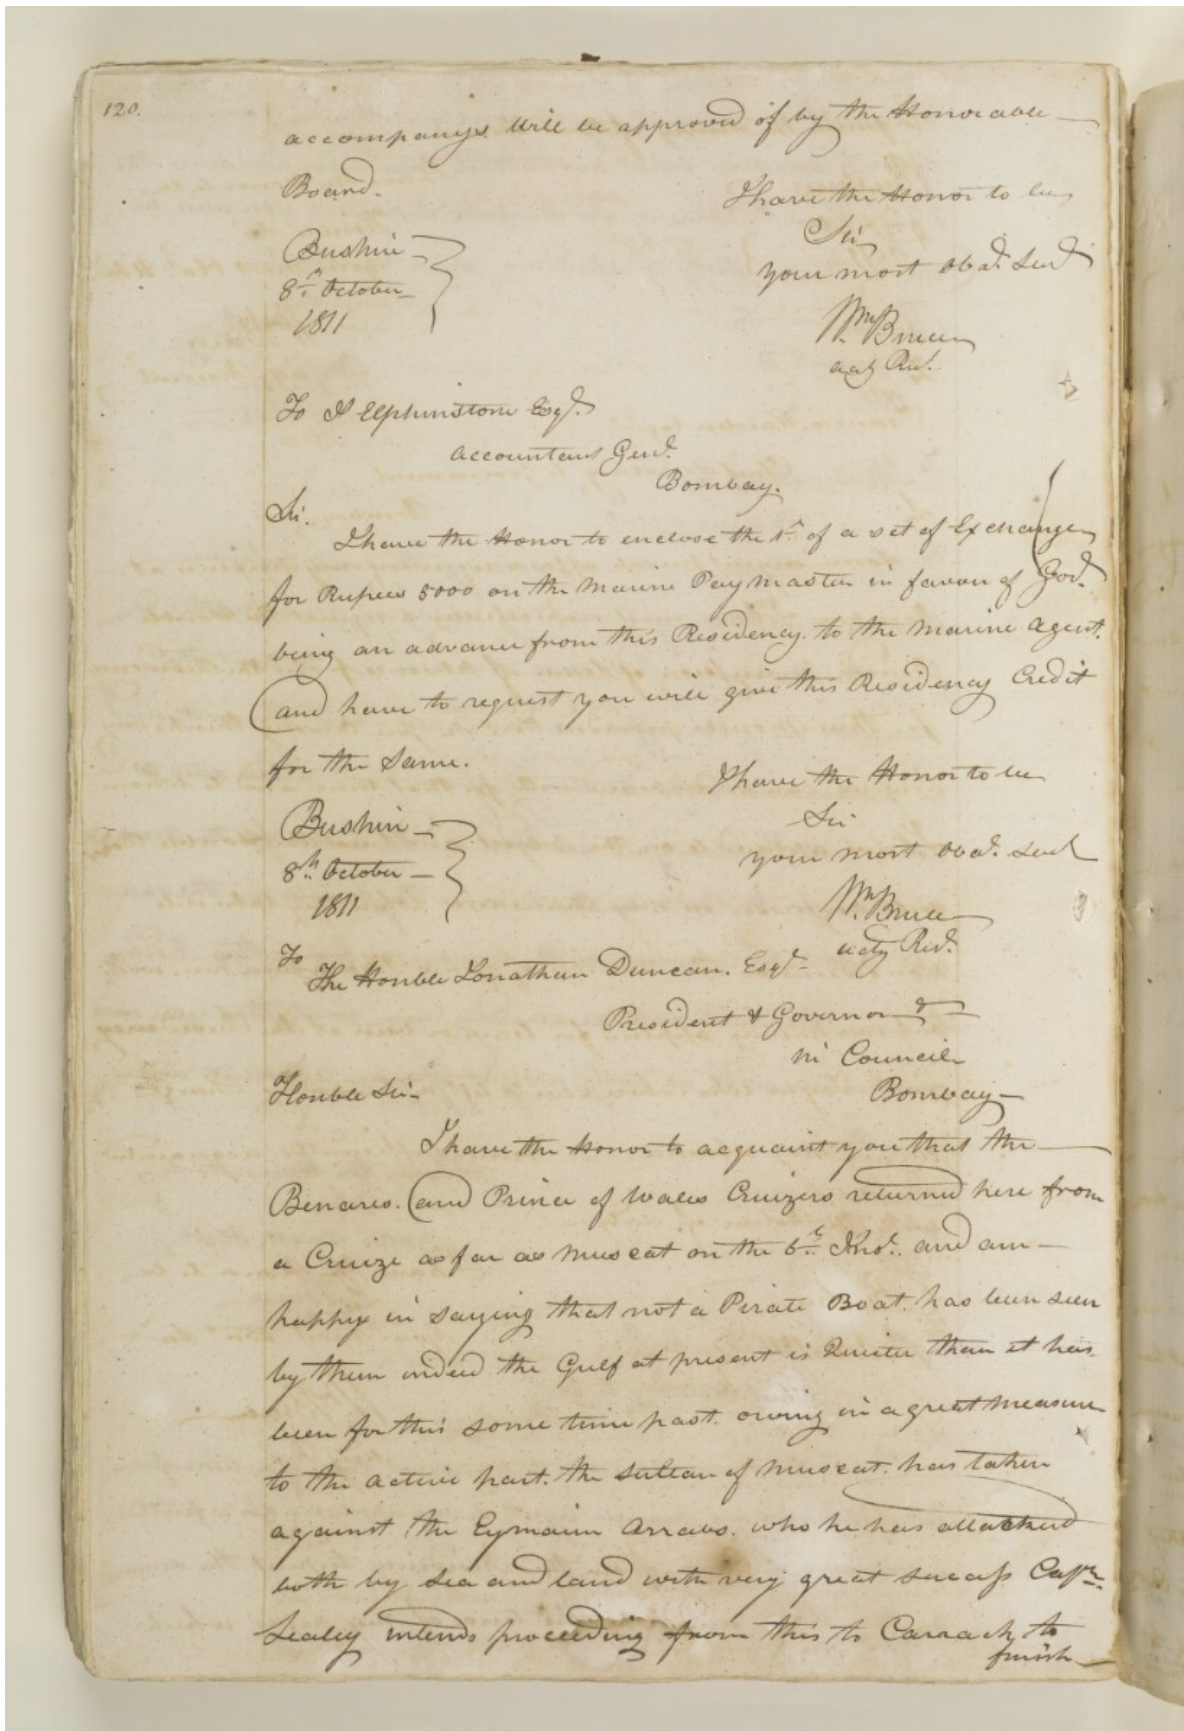 120.
accompanys will be approved of by the Honorable
Board.
I have the Honor to be
Sir
your most obed. Serv.
Wm Bruce
actg Res.
Bushire
8th October
1811
To J Elphinstone Esqr.
accountant Genl.
Bombay.
Sir.
I have the Honor to enclose the 1st of a set of Exchange
for Rupees 5000 on the Marine Paymaster in favor of Govt.
being an advance from this Residency to the Marine Agent.
and have to request you will give this Residency Credit
for the Same.
I have the Honor to be
Sir
your most obed. Serv
Wm Bruce
actg Res.
Bushire
8th October
1811
To
The Honble Jonathan Duncan. Esqr.
President & Governor &
in Council
Bombay
Honble Sir
I have the Honor to acquaint you that the
Benares. and Prince of Wales Cruizers returned here from
a Cruize as far as Muscat on the 6th Inst. and am
happy in saying that not a Pirate Boat. has been seen
by them indeed the Gulf at present is Quieter than it has
been for this some time past. owing in a great measure
to the active part. the Sultan of Muscat. has taken
against the Arrabs. who he has attacked
both by Sea and land with very great success Captn.
Sealey intends proceeding from this to Carrack to
finish